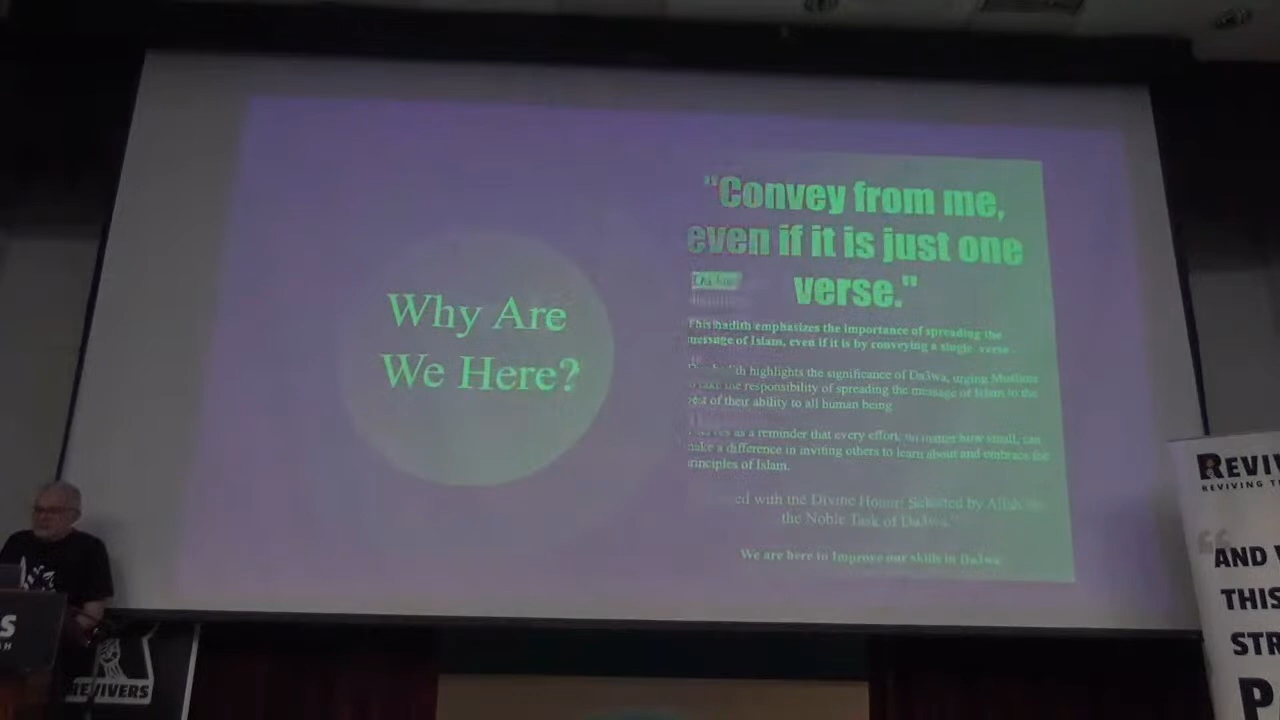 Why Are
We Here?
"Convey from me,
even if it is just one
verse."
This hadith emphasizes the importance of spreading the
message of Islam, even if it is by conveying a single verse
highlights the significance of Da3wa, urging Muslims
to take the responsibility of spreading the message of Islam to the
best of their ability to all human being
as a reminder that every effort, no matter how small, can
make a difference in inviting others to learn about and embrace the
principles of Islam.
with the Divine Honor: Selected by Allah
the Noble Task of Da3wa"
We are here to Improve our skills in Da3wa
REVI
REVIVING T
"AND
THIS
STR
REVIVERS
S